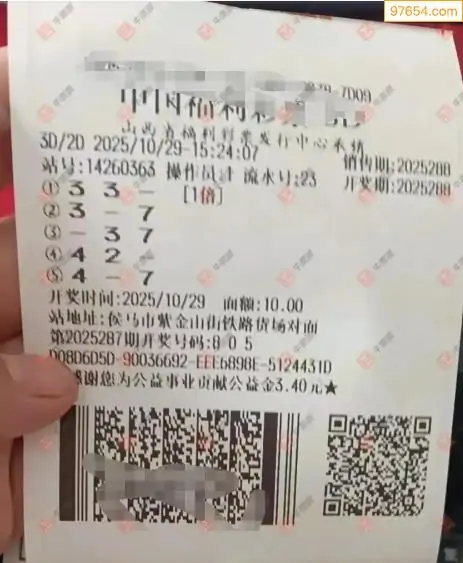 97654.com
7D09
中国福利彩
山西省福利彩票发行中心承销
3D/2D 2025/10/29-15:24:07 销售期:2025288
站号:14260363 操作员 流水号:23 开奖期:2025288
① 3 3 - [1倍]
② 3 - 7
③ - 3 7
④ 4 2 -
⑤ 4 - 7
开奖时间:2025/10/29 面额:10.00
站地址:侯马市紫金山街铁路货场对面
第2025287期开奖号码:8 0 5
D08D6D5D-90036692-EEE6898E-5124431D
感谢您为公益事业贡献公益金3.40元★